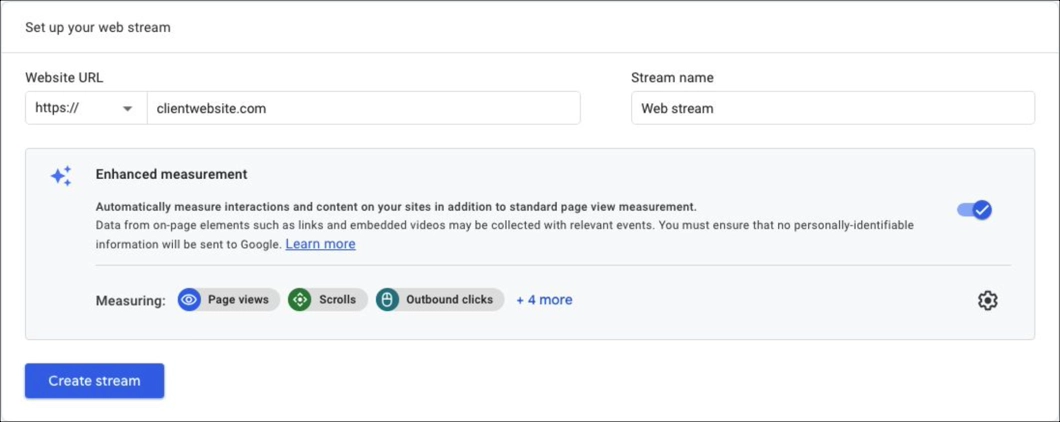 Set up your web stream
Website URL
Stream name
https://
clientwebsite.com
Web stream
Enhanced measurement
Automatically measure interactions and content on your sites in addition to standard page view measurement.
Data from on-page elements such as links and embedded videos may be collected with relevant events. You must ensure that no personally-identifiable
information will be sent to Google. Learn more
Measuring: Page views Scrolls Outbound clicks + 4 more
Create stream